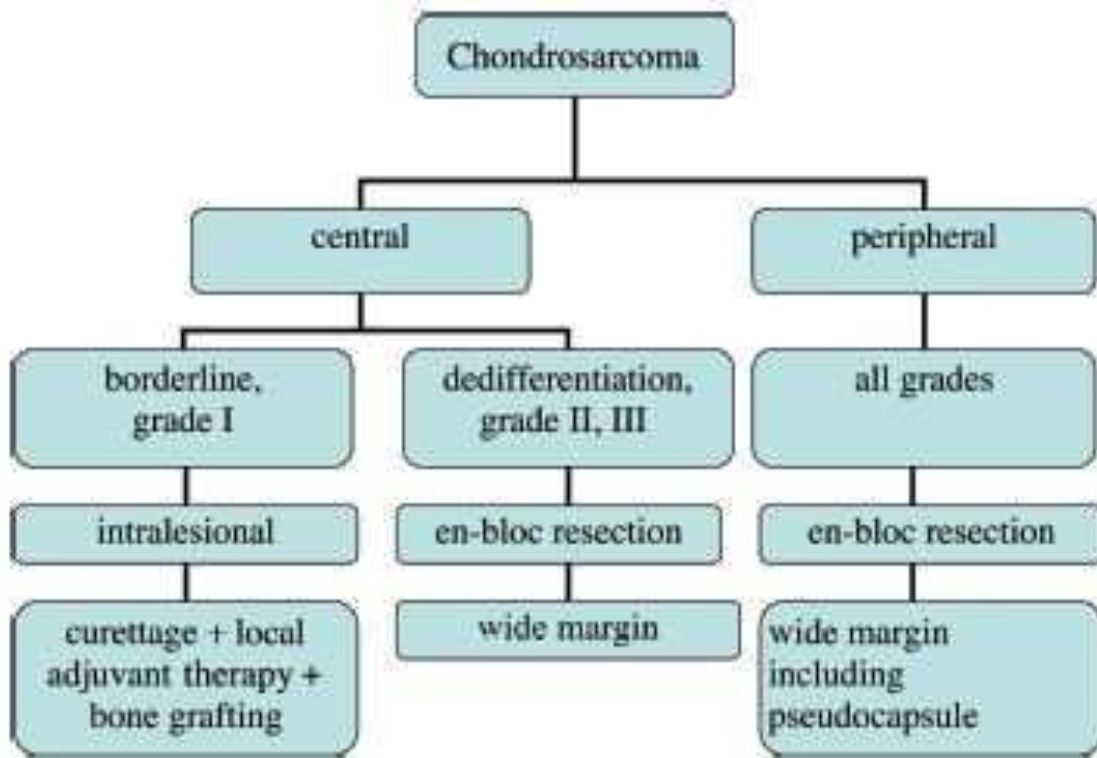 Chondrosarcoma
central
peripheral
borderline,
grade I
dedifferentiation,
grade II, III
all grades
intralesional
en-bloc resection
en-bloc resection
curettage + local
adjuvant therapy +
bone grafting
wide margin
wide margin
including
pseudocapsule